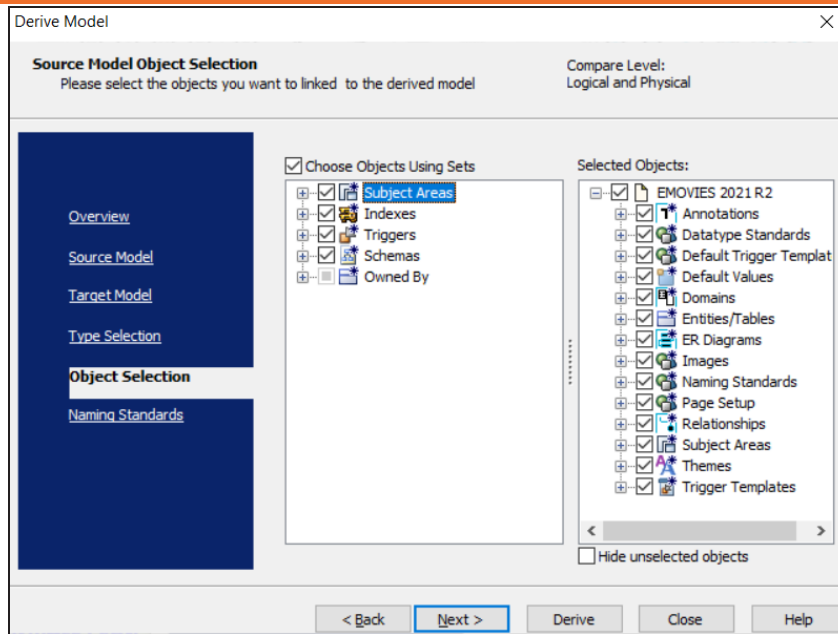 Derive Model
Source Model Object Selection
Please select the objects you want to linked to the derived model
Compare Level:
Logical and Physical
Overview
Source Model
Target Model
Type Selection
Object Selection
Naming Standards
Choose Objects Using Sets
Subject Areas
Indexes
Triggers
Schemas
Owned By
Selected Objects:
EMOVIES 2021 R2
Annotations
Datatype Standards
Default Trigger Templat
Default Values
Domains
Entities/Tables
ER Diagrams
Images
Naming Standards
Page Setup
Relationships
Subject Areas
Themes
Trigger Templates
Hide unselected objects
< Back
Next >
Derive
Close
Help